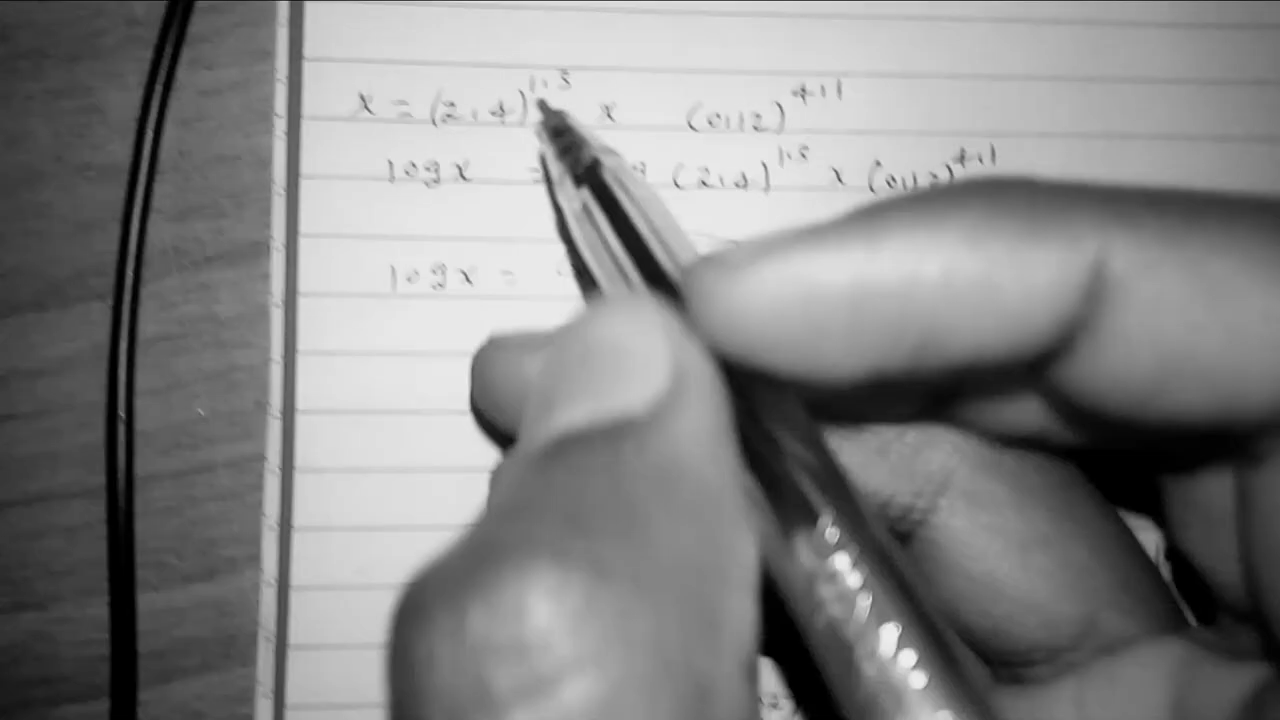 x = (2.4)^1.5 x (0.12)^4.1
log x = (2.4)^1.5 x (0.12)^4.1
log x =